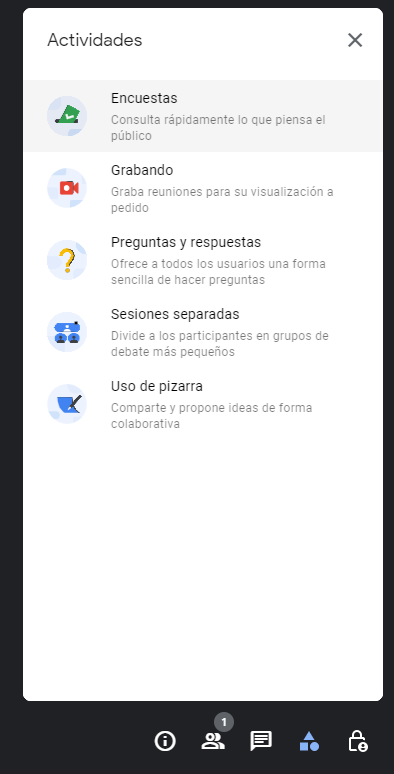 Actividades
Encuestas
Consulta rápidamente lo que piensa el
público
Grabando
Graba reuniones para su visualización a
pedido
Preguntas y respuestas
Ofrece a todos los usuarios una forma
sencilla de hacer preguntas
Sesiones separadas
Divide a los participantes en grupos de
debate más pequeños
Uso de pizarra
Comparte y propone ideas de forma
colaborativa
1